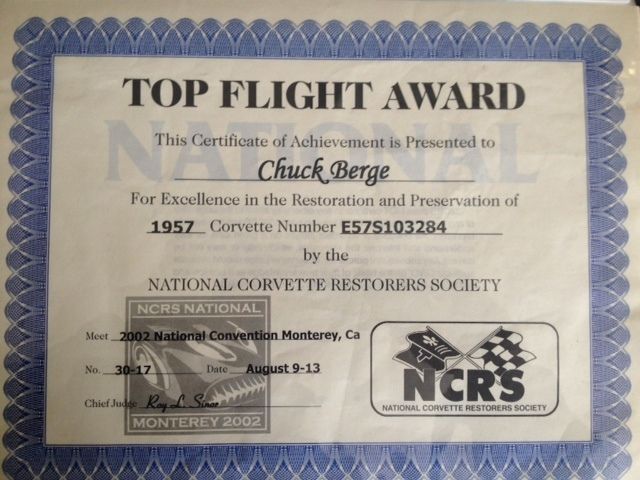 TOP FLIGHT AWARD
NATIONAL
This Certificate of Achievement is Presented to
Chuck Berge
For Excellence in the Restoration and Preservation of
1957 Corvette Number E57S103284
by the
NATIONAL CORVETTE RESTORERS SOCIETY
NCRS NATIONAL
Meet 2002 National Convention Monterey, Ca
No. 30-17 Date August 9-13
Chief Judge Roy L. Sinor
MONTEREY 2002
NCRS
NATIONAL CORVETTE RESTORERS SOCIETY